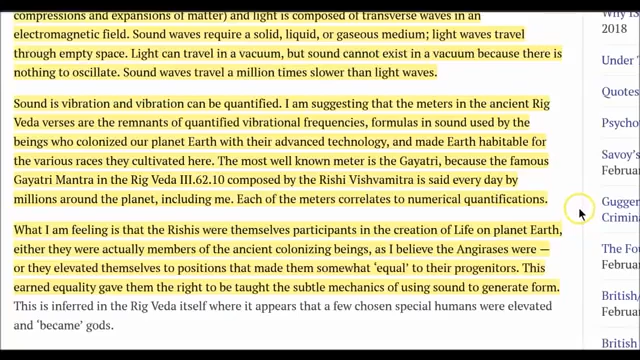 compressions and expansions of matter) and light is composed of transverse waves in an
electromagnetic field. Sound waves require a solid, liquid, or gaseous medium; light waves travel
through empty space. Light can travel in a vacuum, but sound cannot exist in a vacuum because there is
nothing to oscillate. Sound waves travel a million times slower than light waves.
Sound is vibration and vibration can be quantified. I am suggesting that the meters in the ancient Rig
Veda verses are the remnants of quantified vibrational frequencies, formulas in sound used by the
beings who colonized our planet Earth with their advanced technology, and made Earth habitable for
the various races they cultivated here. The most well known meter is the Gayatri, because the famous
Gayatri Mantra in the Rig Veda III.62.10 composed by the Rishi Vishvamitra is said every day by
millions around the planet, including me. Each of the meters correlates to numerical quantifications.
What I am feeling is that the Rishis were themselves participants in the creation of Life on planet Earth,
either they were actually members of the ancient colonizing beings, as I believe the Angirases were —
or they elevated themselves to positions that made them somewhat ‘equal’ to their progenitors. This
earned equality gave them the right to be taught the subtle mechanics of using sound to generate form.
This is inferred in the Rig Veda itself where it appears that a few chosen special humans were elevated
and ‘became’ gods.
2018
Under
Quotes
Psycho
Savoy's
Februa
Gugger
Crimin
The Fo
Februa
British/
Februa
British